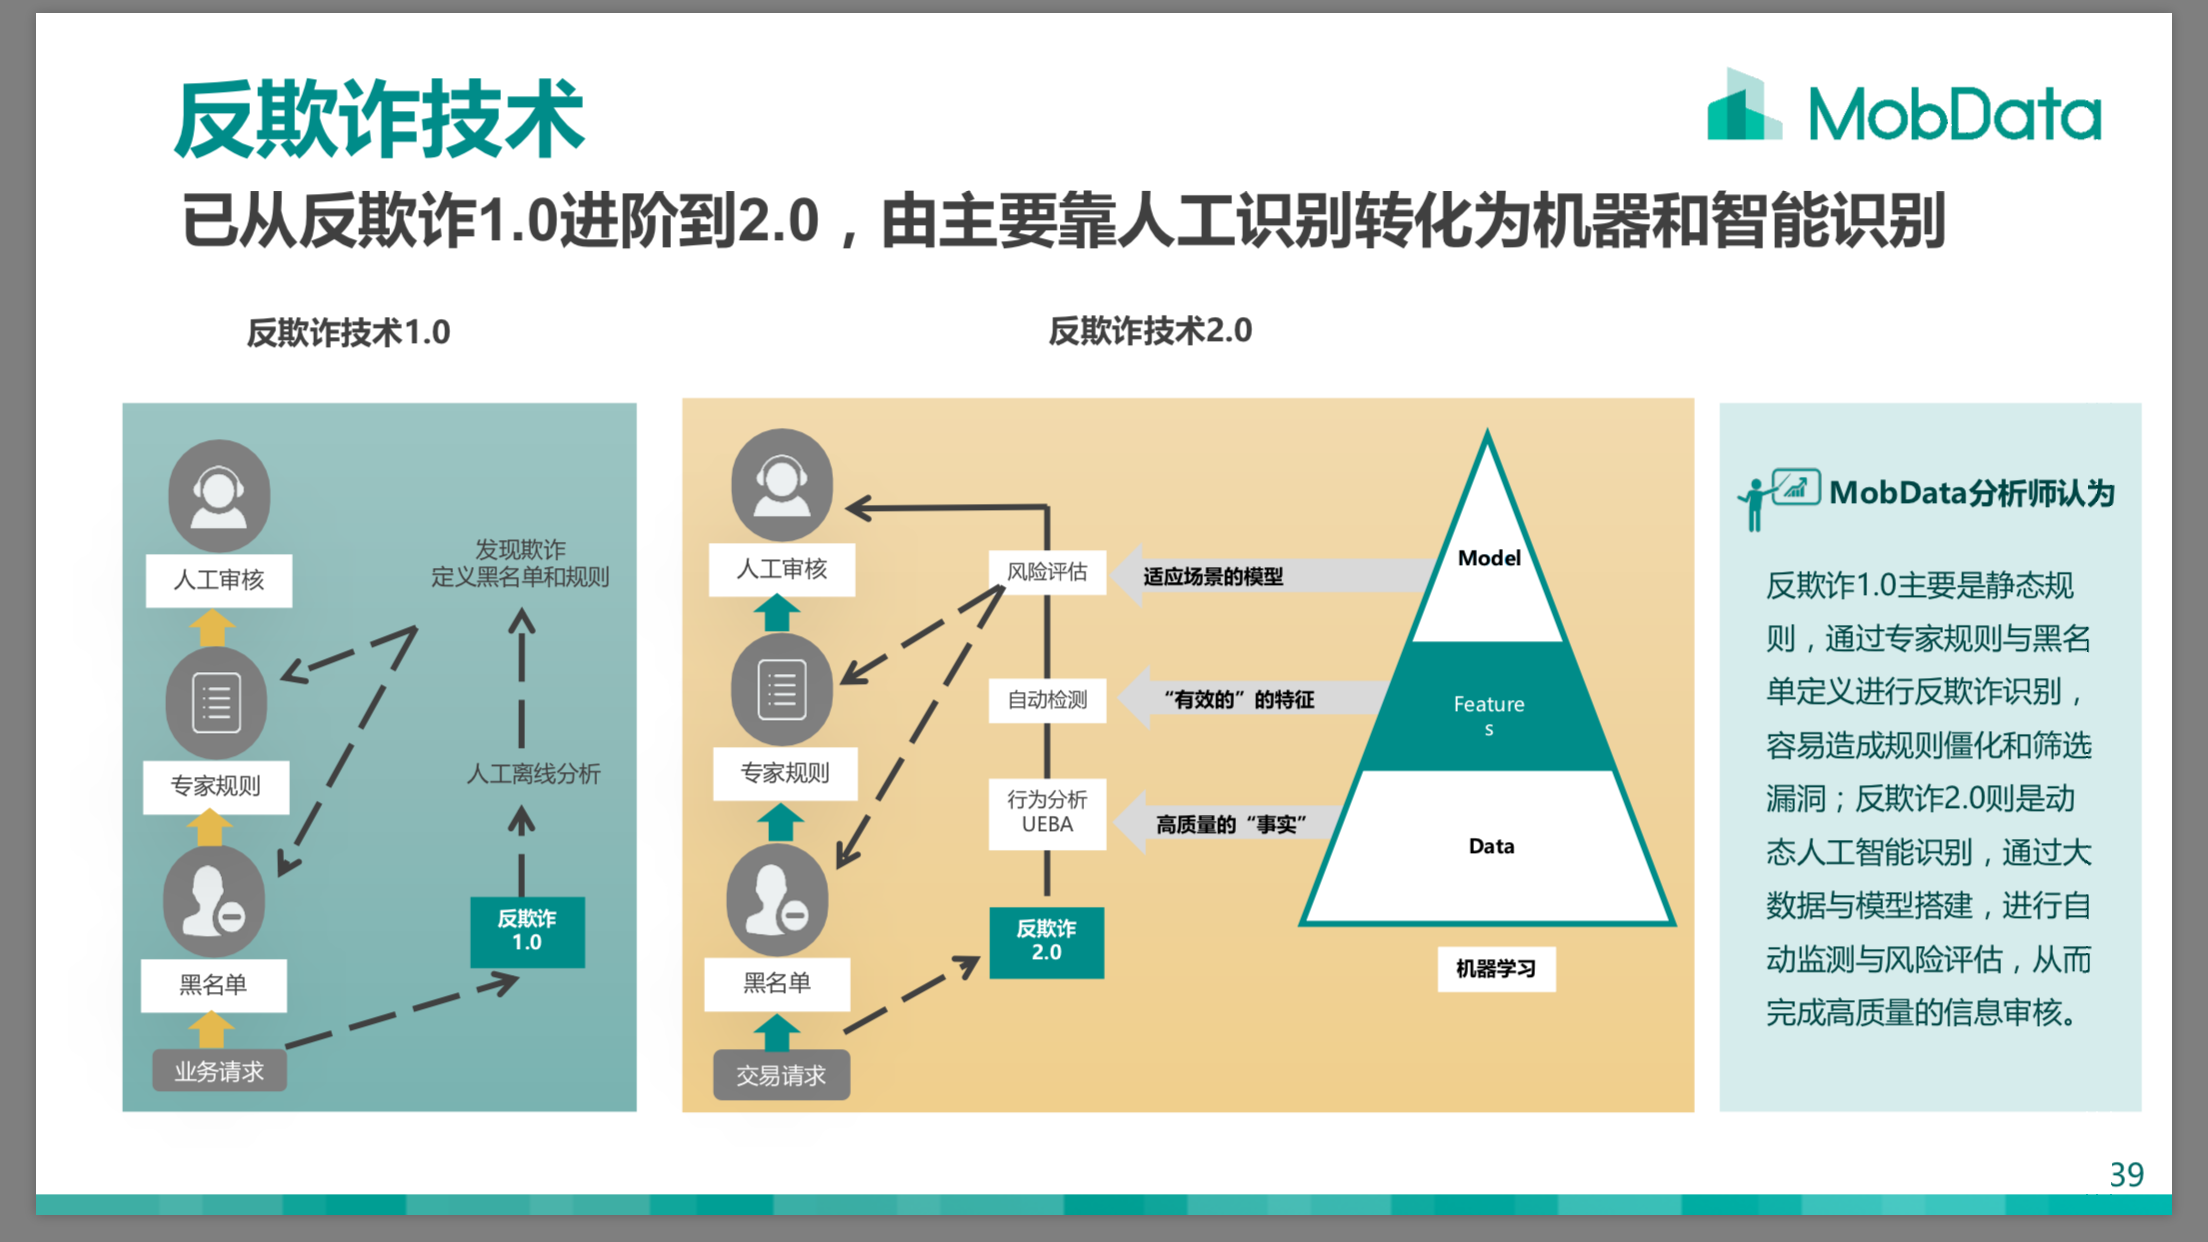 反欺诈技术
MobData
已从反欺诈1.0进阶到2.0，由主要靠人工识别转化为机器和智能识别
反欺诈技术1.0
反欺诈技术2.0
人工审核
发现欺诈
定义黑名单和规则
专家规则
人工离线分析
反欺诈
1.0
黑名单
业务请求
人工审核
风险评估
适应场景的模型
Model
专家规则
自动检测
“有效的”的特征
Feature
s
行为分析
UEBA
高质量的“事实”
Data
反欺诈
2.0
黑名单
机器学习
交易请求
MobData分析师认为
反欺诈1.0主要是静态规
则，通过专家规则与黑名
单定义进行反欺诈识别，
容易造成规则僵化和筛选
漏洞；反欺诈2.0则是动
态人工智能识别，通过大
数据与模型搭建，进行自
动监测与风险评估，从而
完成高质量的信息审核。
39